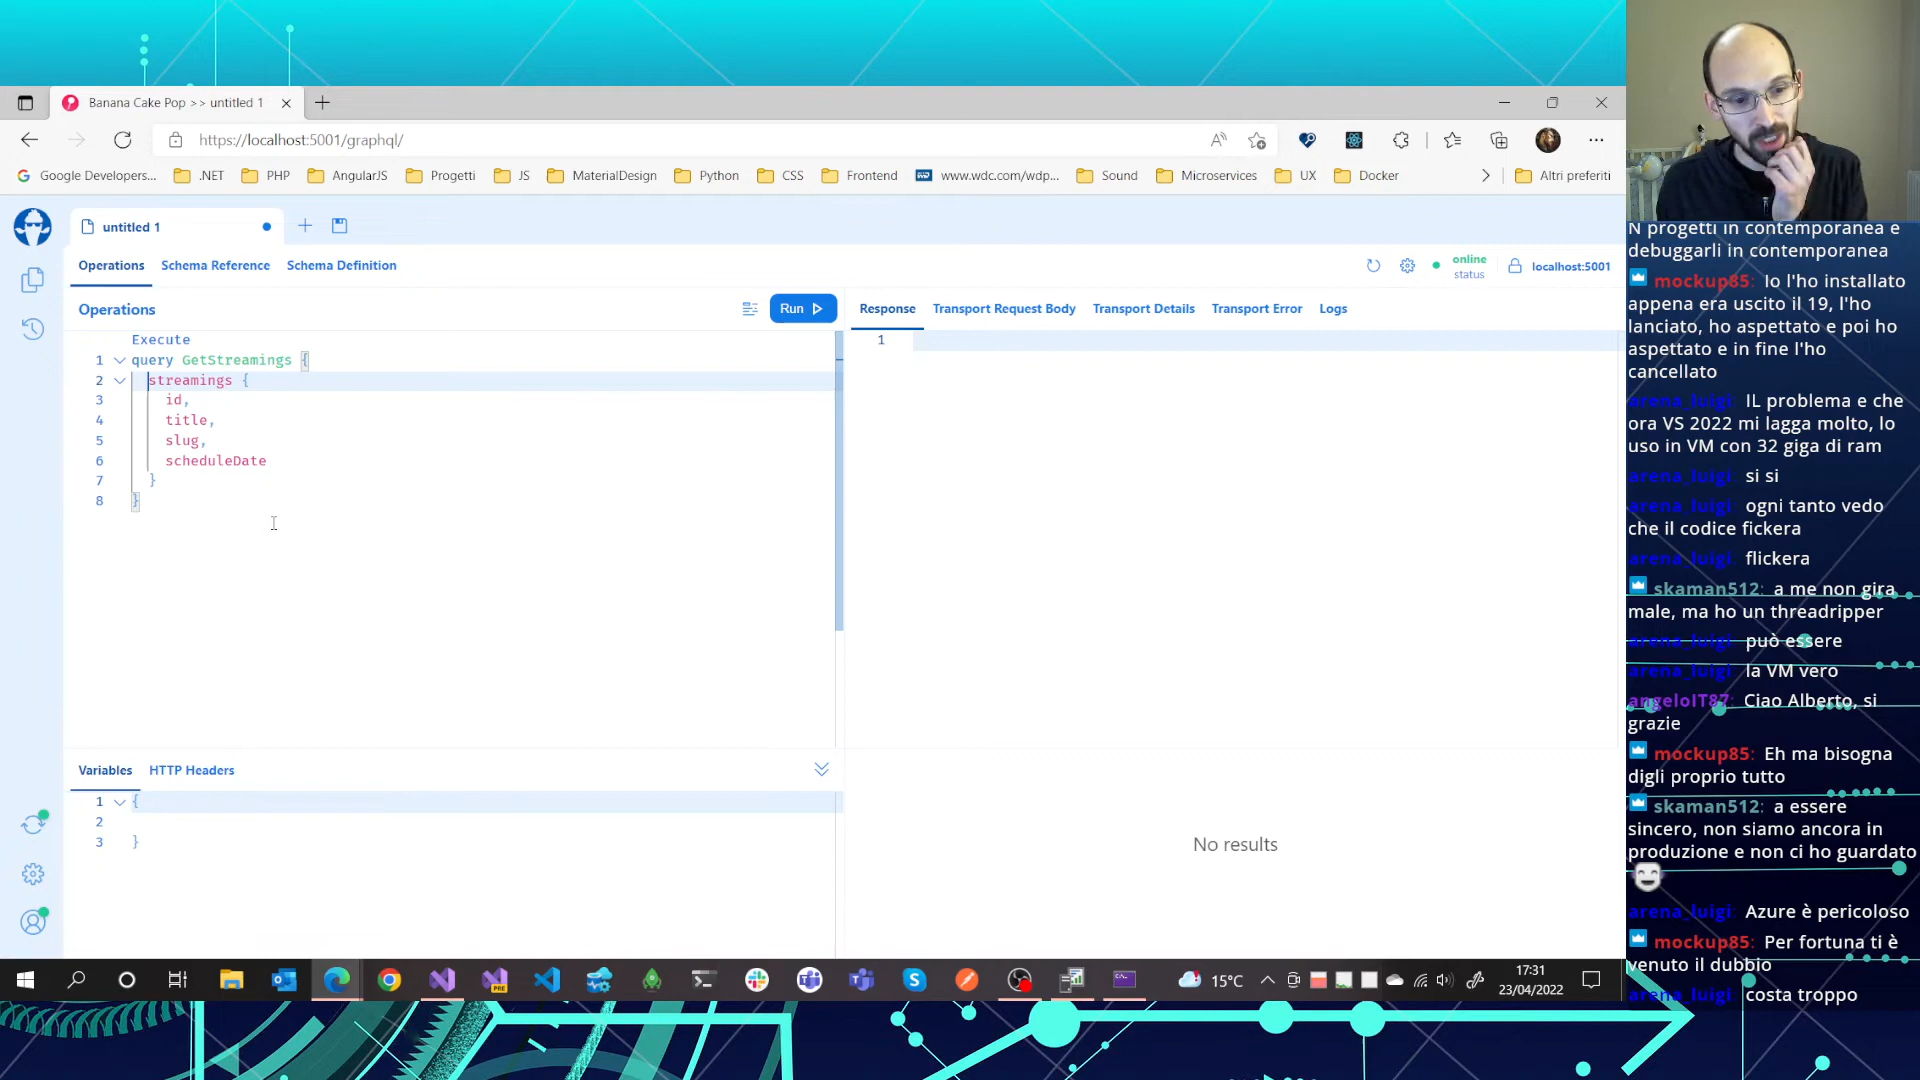 Banana Cake Pop >> untitled 1
https://localhost:5001/graphql/
Google Developers...
.NET
PHP
AngularJS
Progetti
JS
MaterialDesign
Python
CSS
Frontend
www.wdc.com/wdp...
Sound
Microservices
UX
Docker
Altri preferiti
untitled 1
Operations
Schema Reference
Schema Definition
online
status
localhost:5001
Operations
Run
Response
Transport Request Body
Transport Details
Transport Error
Logs
Execute
1 query GetStreamings {
2 streamings {
3 id,
4 title,
5 slug,
6 scheduleDate
7 }
8 }
1
Variables
HTTP Headers
1 {
2
3 }
No results
15°C
17:31
23/04/2022
N progetti in contemporanea e
debuggarli in contemporanea
mockup85: Io l'ho installato
appena era uscito il 19, l'ho
lanciato, ho aspettato e poi ho
aspettato e in fine l'ho
cancellato
arena_luigi: IL problema e che
ora VS 2022 mi lagga molto, lo
uso in VM con 32 giga di ram
arena_luigi: si si
arena_luigi: ogni tanto vedo
che il codice fickera
arena_luigi: flickera
skaman512: a me non gira
male, ma ho un threadripper
arena_luigi: può essere
arena_luigi: la VM vero
angeloIT87: Ciao Alberto, si
grazie
mockup85: Eh ma bisogna
digli proprio tutto
skaman512: a essere
sincero, non siamo ancora in
produzione e non ci ho guardato
arena_luigi: Azure è pericoloso
mockup85: Per fortuna ti è
venuto il dubbio
arena_luigi: costa troppo